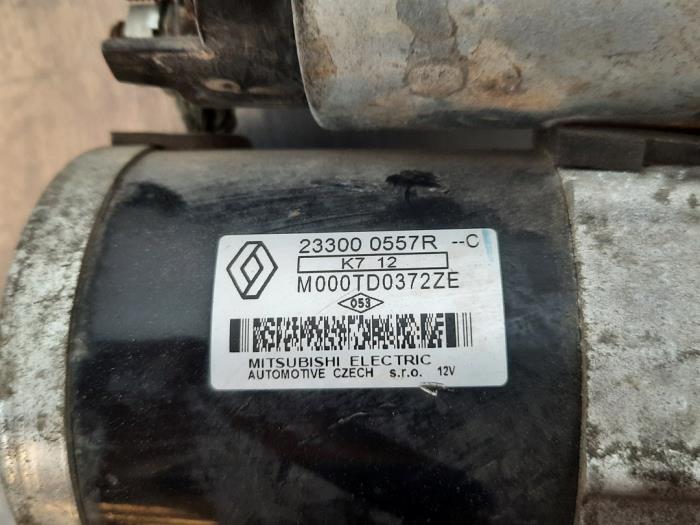 23300 0557R --C
K7 12
M000TD0372ZE
053
MITSUBISHI ELECTRIC
AUTOMOTIVE CZECH s.r.o. 12V